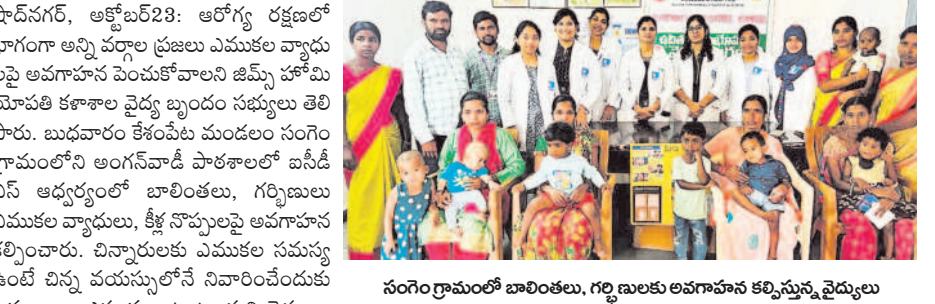 షాద్‌నగర్, అక్టోబర్23: ఆరోగ్య రక్షణలో
భాగంగా అన్ని వర్గాల ప్రజలు ఎముకల వ్యాధు
లపై అవగాహన పెంచుకోవాలని జిమ్స్ హోమి
యోపతి కళాశాల వైద్య బృందం సభ్యులు తెలి
పారు. బుధవారం కేశంపేట మండలం సంగెం
గ్రామంలోని అంగన్‌వాడీ పాఠశాలలో ఐసీడీ
ఎస్ ఆధ్వర్యంలో బాలింతలు, గర్భిణులు
ఎముకల వ్యాధులు, కీళ్ల నొప్పులపై అవగాహన
కల్పించారు. చిన్నారులకు ఎముకల సమస్య
ఉంటే చిన్న వయస్సులోనే నివారించేందుకు
సంగెం గ్రామంలో బాలింతలు, గర్భిణులకు అవగాహన కల్పిస్తున్న వైద్యులు